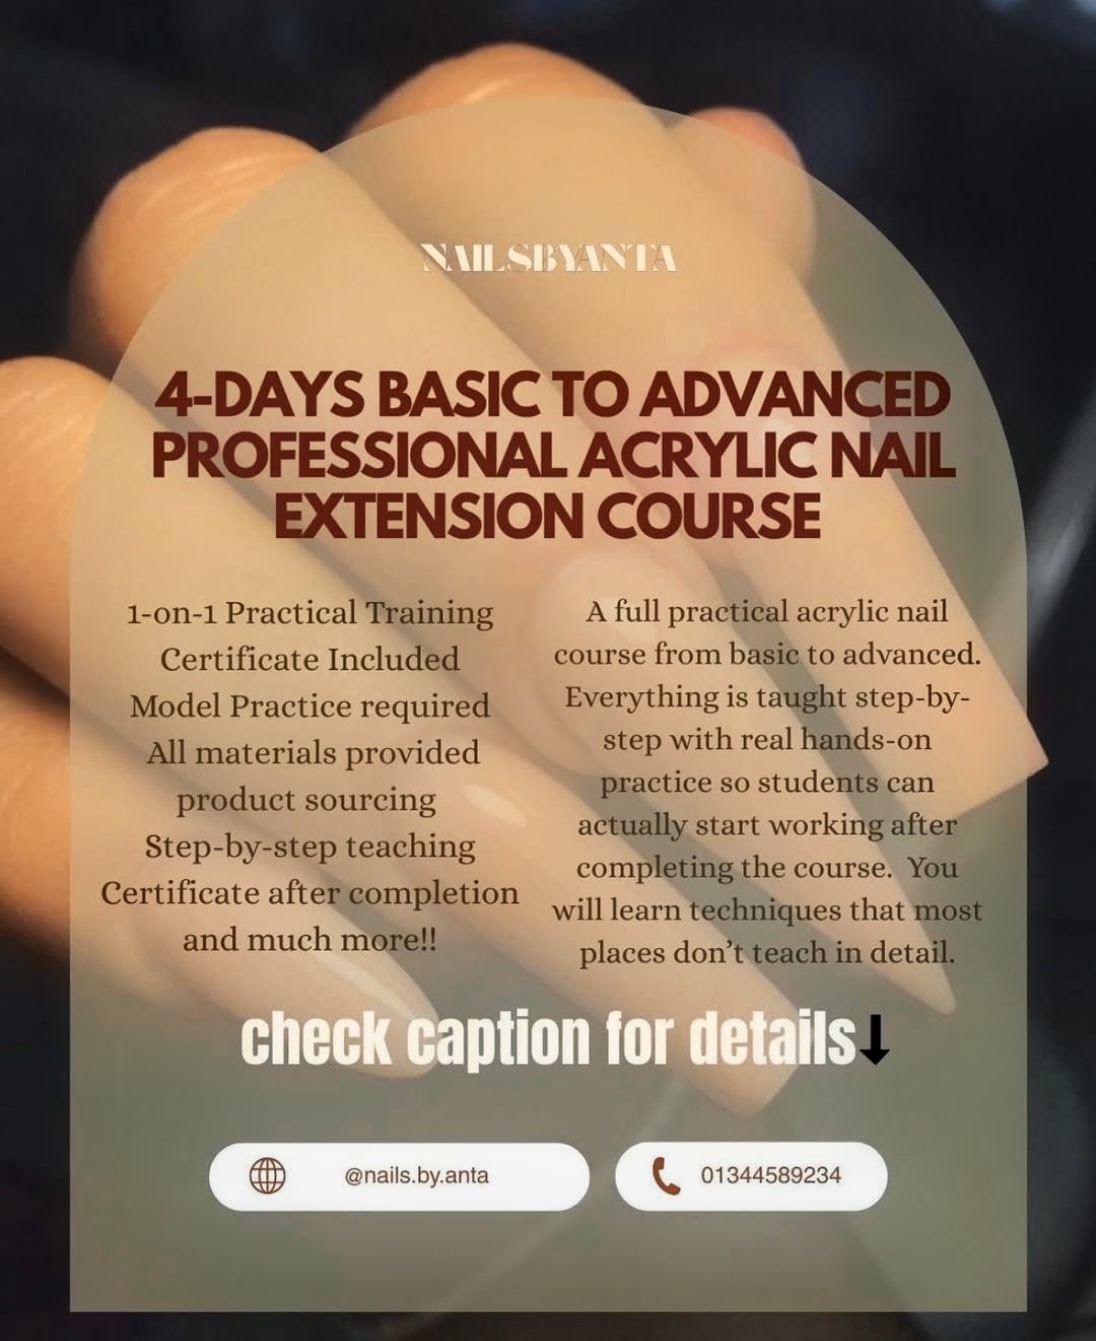 NAILSBYANTA
4-DAYS BASIC TO ADVANCED
PROFESSIONAL ACRYLIC NAIL
EXTENSION COURSE
1-on-1 Practical Training
Certificate Included
Model Practice required
All materials provided
product sourcing
Step-by-step teaching
Certificate after completion
and much more!!
A full practical acrylic nail
course from basic to advanced.
Everything is taught step-by-
step with real hands-on
practice so students can
actually start working after
completing the course.  You
will learn techniques that most
places don’t teach in detail.
check caption for details⬇
@nails.by.anta
01344589234